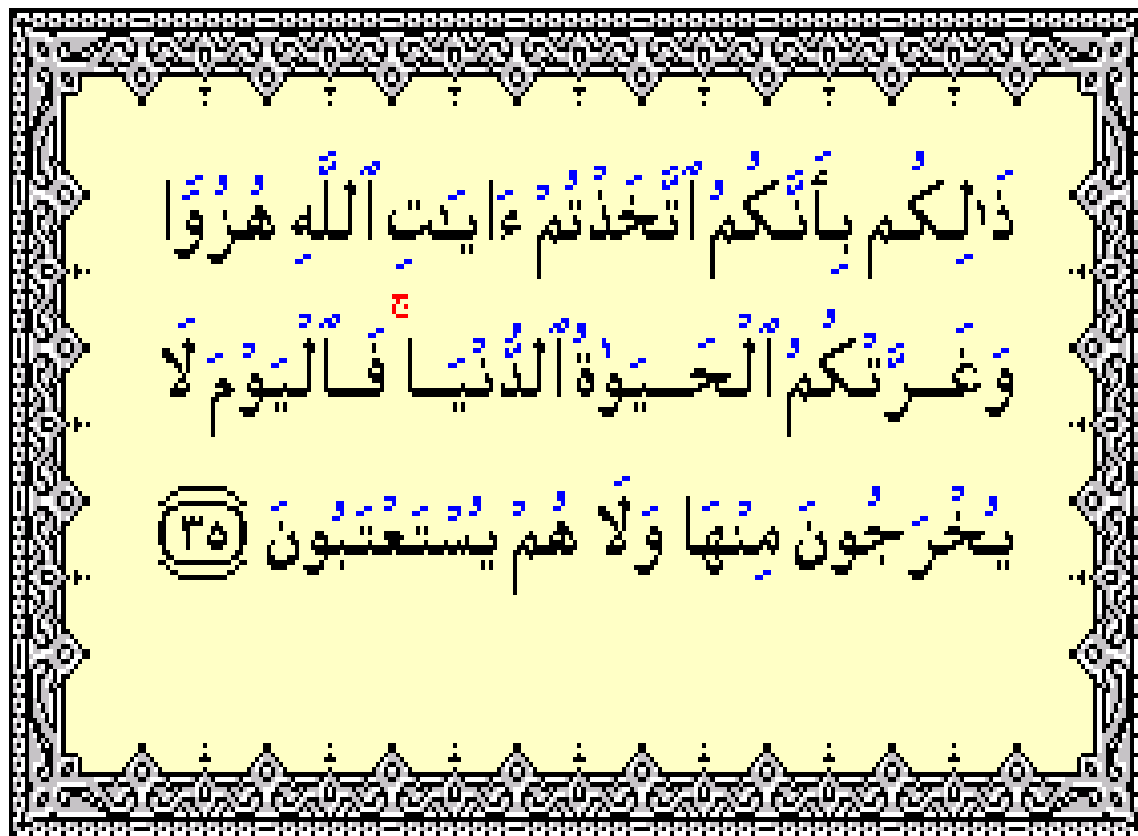 ذَٰلِكُم بِأَنَّكُمُ ٱتَّخَذْتُمْ ءَايَـٰتِ ٱللَّهِ هُزُوًا
وَغَرَّتْكُمُ ٱلْحَيَوٰةُ ٱلدُّنْيَا ۚ فَٱلْيَوْمَ لَا
يُخْرَجُونَ مِنْهَا وَلَا هُمْ يُسْتَعْتَبُونَ ٣٥